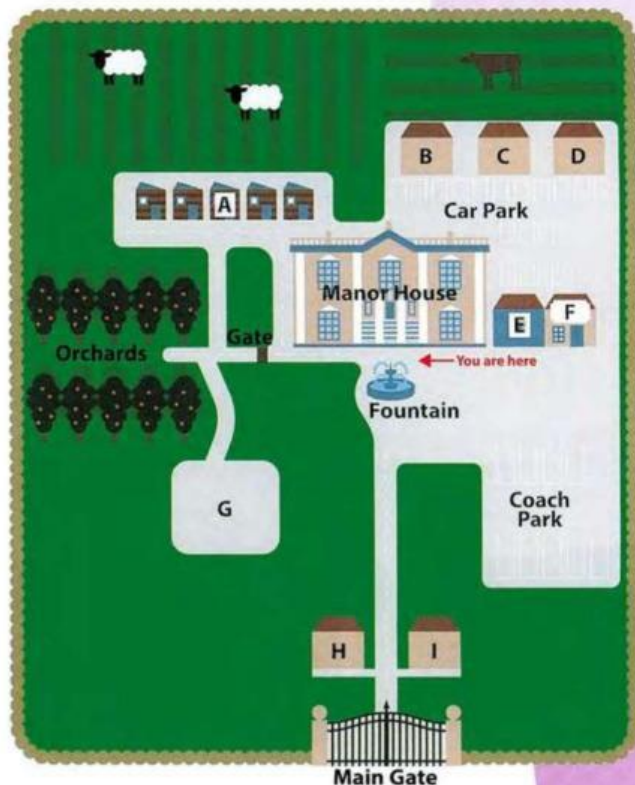 B
C
D
A
Car Park
Manor House
E
F
Orchards
Gate
You are here
Fountain
G
Coach
Park
H
I
Main Gate